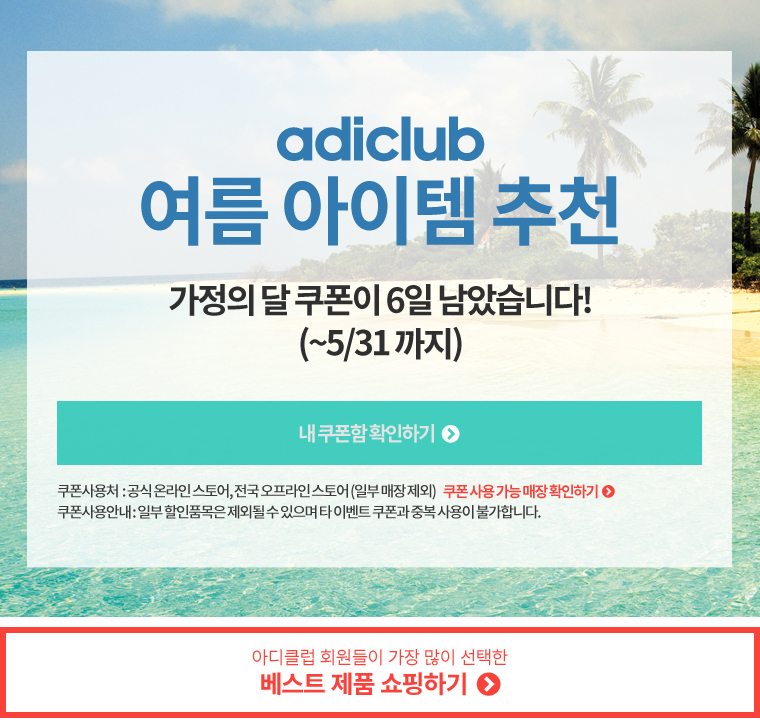 adiclub
여름 아이템 추천
가정의 달 쿠폰이 6일 남았습니다!
(~5/31 까지)
내 쿠폰함 확인하기
쿠폰사용처 : 공식 온라인 스토어, 전국 오프라인 스토어 (일부 매장 제외) 쿠폰 사용 가능 매장 확인하기
쿠폰사용안내 : 일부 할인품목은 제외될 수 있으며 타 이벤트 쿠폰과 중복 사용이 불가합니다.
아디클럽 회원들이 가장 많이 선택한
베스트 제품 쇼핑하기